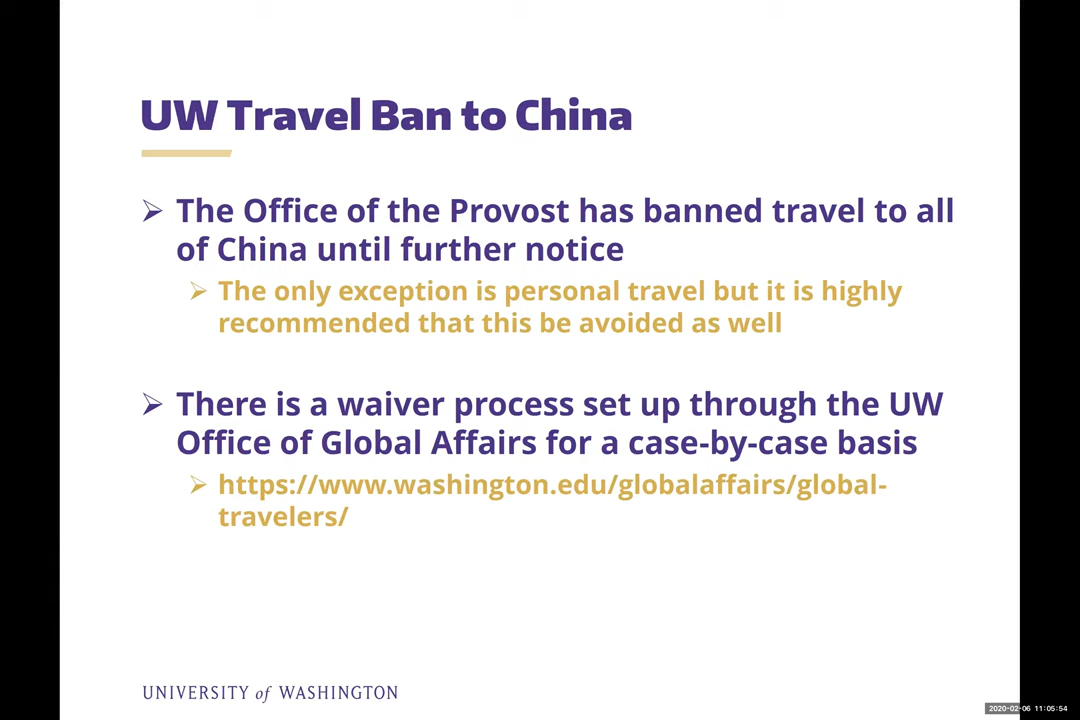 UW Travel Ban to China
➢ The Office of the Provost has banned travel to all
of China until further notice
➢ The only exception is personal travel but it is highly
recommended that this be avoided as well
➢ There is a waiver process set up through the UW
Office of Global Affairs for a case-by-case basis
➢ https://www.washington.edu/globalaffairs/global-
travelers/
UNIVERSITY of WASHINGTON
2020-02-06 11:05:54